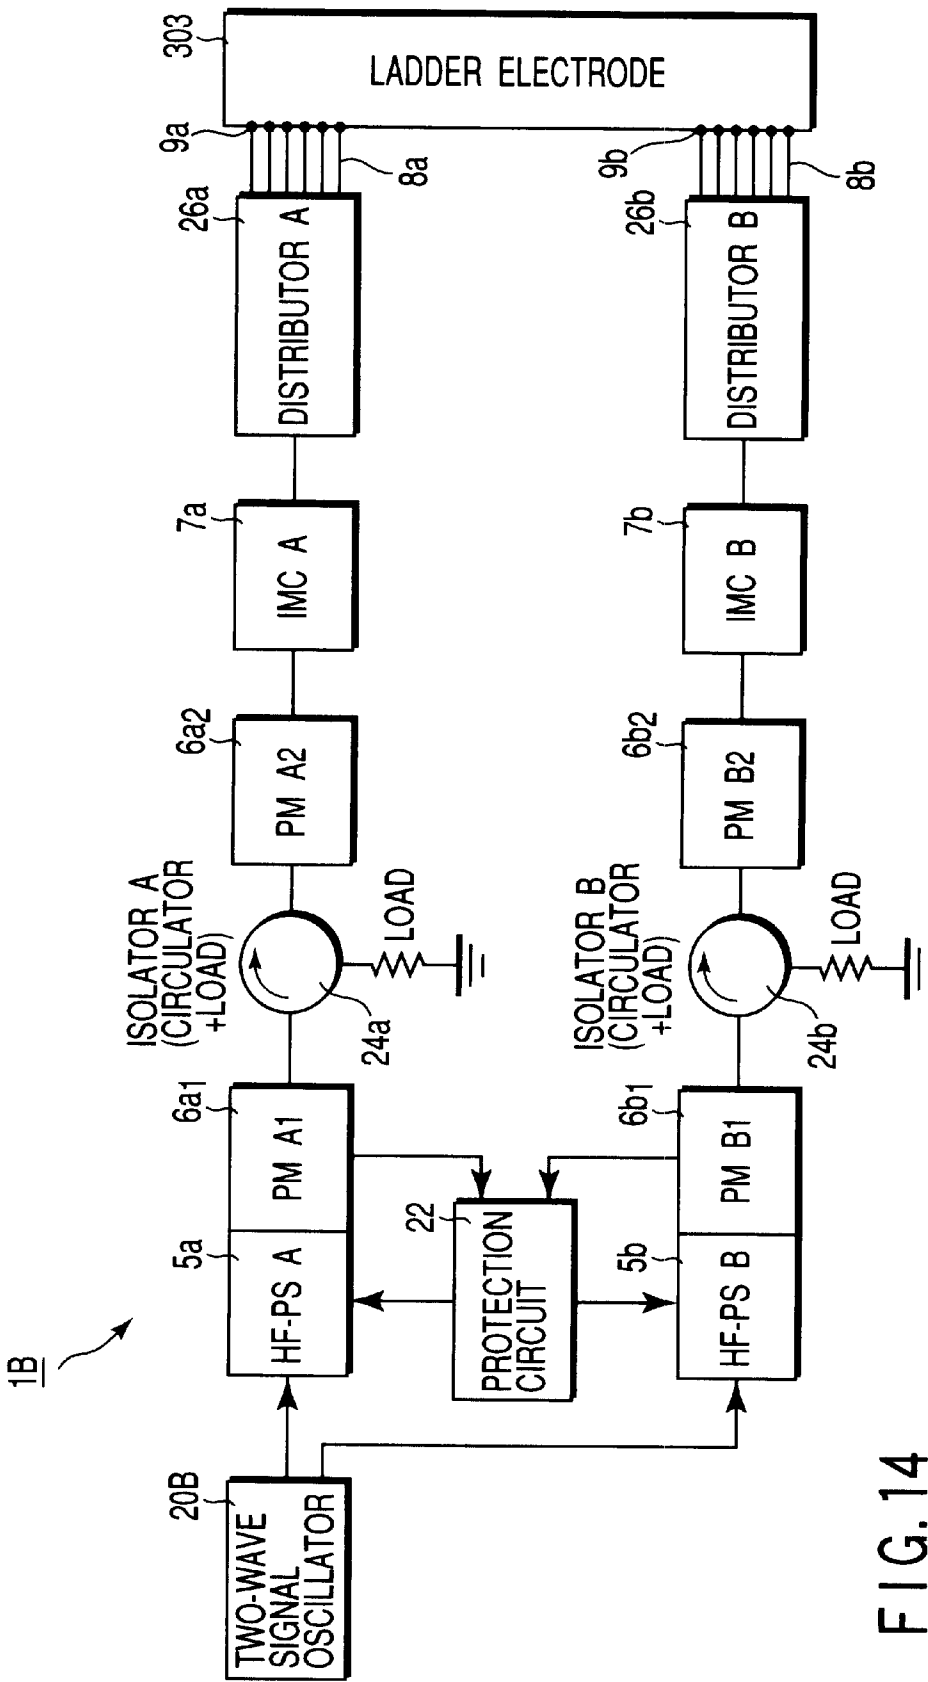 1B
20B
TWO-WAVE
SIGNAL
OSCILLATOR
5a
HF-PS A
6a1
PM A1
ISOLATOR A
(CIRCULATOR
+LOAD)
24a
LOAD
6a2
PM A2
7a
IMC A
26a
DISTRIBUTOR A
9a
8a
303
LADDER ELECTRODE
22
PROTECTION
CIRCUIT
5b
HF-PS B
6b1
PM B1
ISOLATOR B
(CIRCULATOR
+LOAD)
24b
LOAD
6b2
PM B2
7b
IMC B
26b
DISTRIBUTOR B
9b
8b
FIG. 14